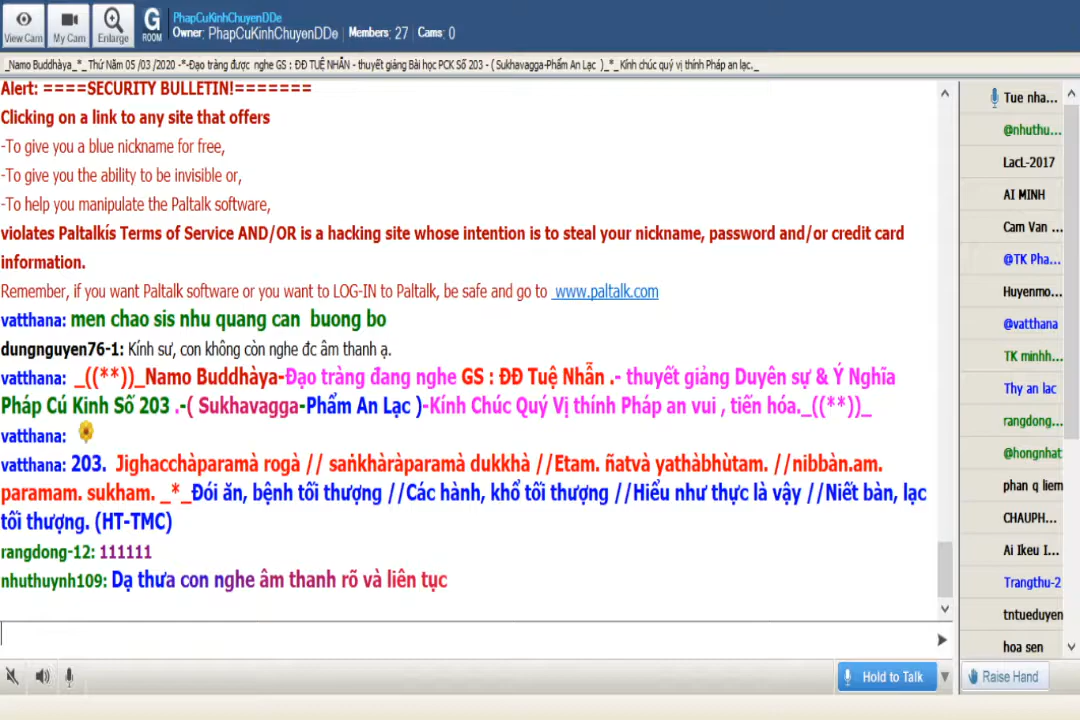 View Cam
My Cam
Enlarge
G
ROOM
PhapCuKinhChuyenDDe
Owner: PhapCuKinhChuyenDDe | Members: 27 | Cams: 0
_Namo Buddhàya_*_ Thứ Năm 05 /03 /2020 -*-Đạo tràng được nghe GS : ĐĐ TUỆ NHẪN - thuyết giảng Bài học PCK Số 203 - ( Sukhavagga-Phẩm An Lạc )_*_Kính chúc quý vị thính Pháp an lạc._
Alert: ====SECURITY BULLETIN!=======
Clicking on a link to any site that offers
-To give you a blue nickname for free,
-To give you the ability to be invisible or,
-To help you manipulate the Paltalk software,
violates Paltalkís Terms of Service AND/OR is a hacking site whose intention is to steal your nickname, password and/or credit card
information.
Remember, if you want Paltalk software or you want to LOG-IN to Paltalk, be safe and go to www.paltalk.com
vatthana: men chao sis nhu quang can buong bo
dungnguyen76-1: Kính sư, con không còn nghe đc âm thanh ạ.
vatthana: _((**))_Namo Buddhàya-Đạo tràng đang nghe GS : ĐĐ Tuệ Nhẫn .- thuyết giảng Duyên sự & Ý Nghĩa
Pháp Cú Kinh Số 203 .-( Sukhavagga-Phẩm An Lạc )-Kính Chúc Quý Vị thính Pháp an vui , tiến hóa._((**))_
vatthana:
vatthana: 203. Jighacchàparamà rogà // saṅkhàràparamà dukkhà //Etam. ñatvà yathàbhùtam. //nibbàn.am.
paramam. sukham. _*_Đói ăn, bệnh tối thượng //Các hành, khổ tối thượng //Hiểu như thực là vậy //Niết bàn, lạc
tối thượng. (HT-TMC)
rangdong-12: 111111
nhuthuynh109: Dạ thưa con nghe âm thanh rõ và liên tục
Hold to Talk
Tue nha...
@nhuthu...
LacL-2017
AI MINH
Cam Van ...
@TK Pha...
Huyenmo...
@vatthana
TK minhh...
Thy an lac
rangdong...
@hongnhat
phan q liem
CHAUPH...
Ai Ikeu I...
Trangthu-2
tntueduyen
hoa sen
Raise Hand